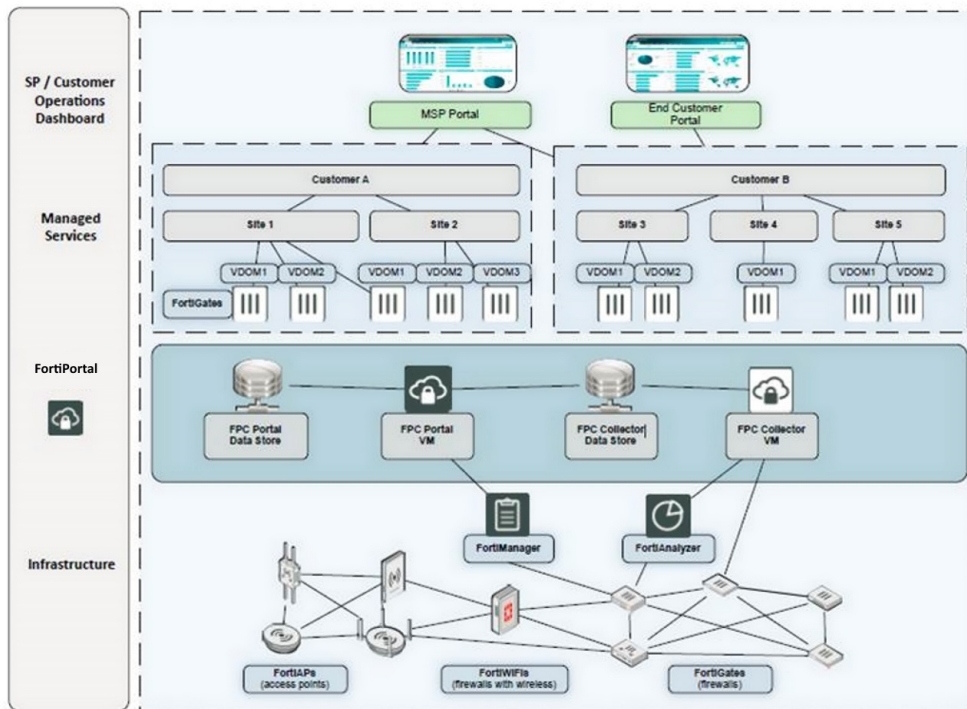 SP / Customer
Operations
Dashboard
MSP Portal
End Customer
Portal
Customer A
Customer B
Managed
Services
Site 1
Site 2
Site 3
Site 4
Site 5
VDOM1
VDOM2
VDOM1
VDOM2
VDOM3
VDOM1
VDOM2
VDOM1
VDOM1
VDOM2
FortiGates
FortiPortal
FPC Portal
Data Store
FPC Portal
VM
FPC Collector
Data Store
FPC Collector
VM
Infrastructure
FortiManager
FortiAnalyzer
FortiAPs
(access points)
FortiWiFis
(firewalls with wireless)
FortiGates
(firewalls)